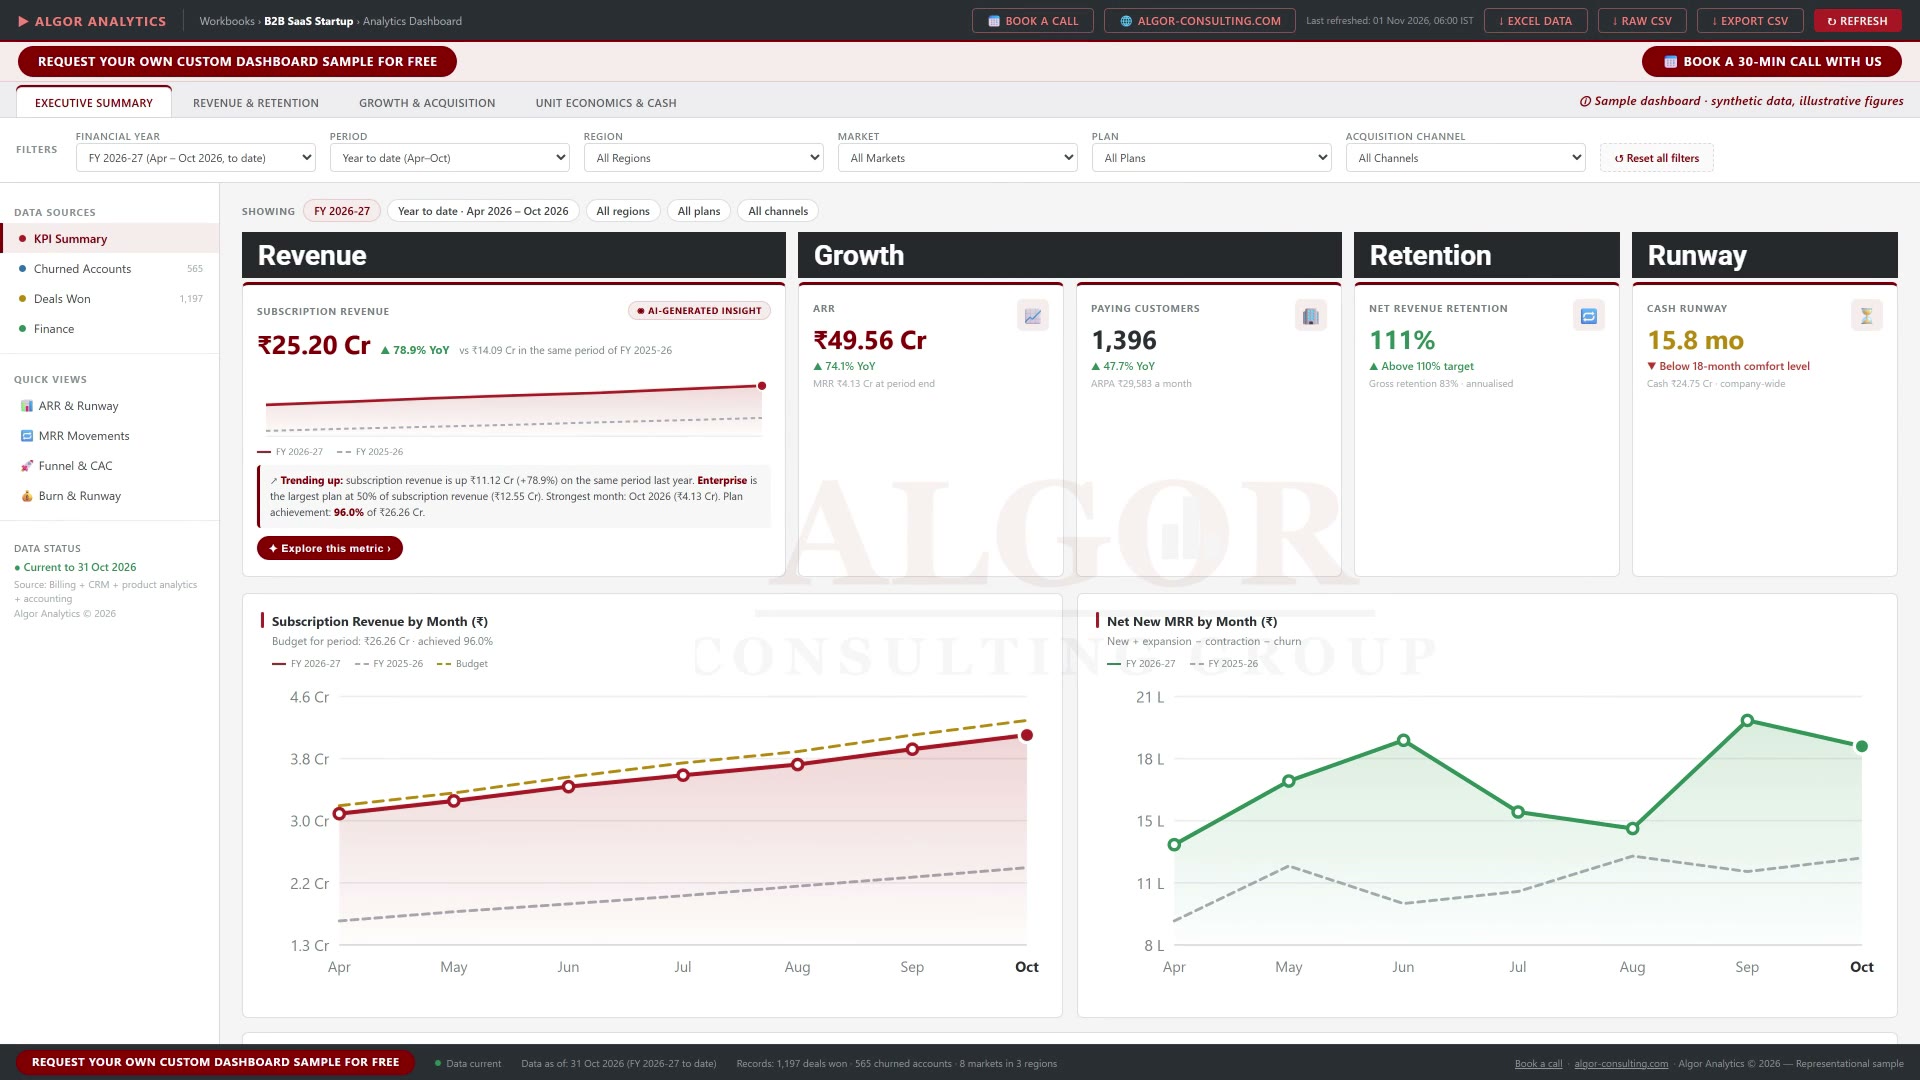 ▶ ALGOR ANALYTICS
Workbooks › B2B SaaS Startup › Analytics Dashboard
BOOK A CALL
ALGOR-CONSULTING.COM
Last refreshed: 01 Nov 2026, 06:00 IST
↓ EXCEL DATA
↓ RAW CSV
↓ EXPORT CSV
↻ REFRESH
REQUEST YOUR OWN CUSTOM DASHBOARD SAMPLE FOR FREE
BOOK A 30-MIN CALL WITH US
EXECUTIVE SUMMARY
REVENUE & RETENTION
GROWTH & ACQUISITION
UNIT ECONOMICS & CASH
ⓘ Sample dashboard · synthetic data, illustrative figures
FILTERS
FINANCIAL YEAR
FY 2026-27 (Apr – Oct 2026, to date)
PERIOD
Year to date (Apr–Oct)
REGION
All Regions
MARKET
All Markets
PLAN
All Plans
ACQUISITION CHANNEL
All Channels
↺ Reset all filters
DATA SOURCES
KPI Summary
Churned Accounts 565
Deals Won 1,197
Finance
QUICK VIEWS
ARR & Runway
MRR Movements
Funnel & CAC
Burn & Runway
DATA STATUS
● Current to 31 Oct 2026
Source: Billing + CRM + product analytics
+ accounting
Algor Analytics © 2026
SHOWING
FY 2026-27
Year to date · Apr 2026 – Oct 2026
All regions
All plans
All channels
Revenue
SUBSCRIPTION REVENUE
AI-GENERATED INSIGHT
₹25.20 Cr ▲ 78.9% YoY vs ₹14.09 Cr in the same period of FY 2025-26
FY 2026-27 FY 2025-26
↗ Trending up: subscription revenue is up ₹11.12 Cr (+78.9%) on the same period last year. Enterprise is
the largest plan at 50% of subscription revenue (₹12.55 Cr). Strongest month: Oct 2026 (₹4.13 Cr). Plan
achievement: 96.0% of ₹26.26 Cr.
✦ Explore this metric ›
Growth
ARR
₹49.56 Cr
▲ 74.1% YoY
MRR ₹4.13 Cr at period end
PAYING CUSTOMERS
1,396
▲ 47.7% YoY
ARPA ₹29,583 a month
Retention
NET REVENUE RETENTION
111%
▲ Above 110% target
Gross retention 83% · annualised
Runway
CASH RUNWAY
15.8 mo
▼ Below 18-month comfort level
Cash ₹24.75 Cr · company-wide
ALGOR
CONSULTING GROUP
Subscription Revenue by Month (₹)
Budget for period: ₹26.26 Cr · achieved 96.0%
FY 2026-27 FY 2025-26 Budget
4.6 Cr
3.8 Cr
3.0 Cr
2.2 Cr
1.3 Cr
Apr May Jun Jul Aug Sep Oct
Net New MRR by Month (₹)
New + expansion − contraction − churn
FY 2026-27 FY 2025-26
21 L
18 L
15 L
11 L
8 L
Apr May Jun Jul Aug Sep Oct
REQUEST YOUR OWN CUSTOM DASHBOARD SAMPLE FOR FREE
● Data current
Data as of: 31 Oct 2026 (FY 2026-27 to date)
Records: 1,197 deals won · 565 churned accounts · 8 markets in 3 regions
Book a call · algor-consulting.com · Algor Analytics © 2026 — Representational sample